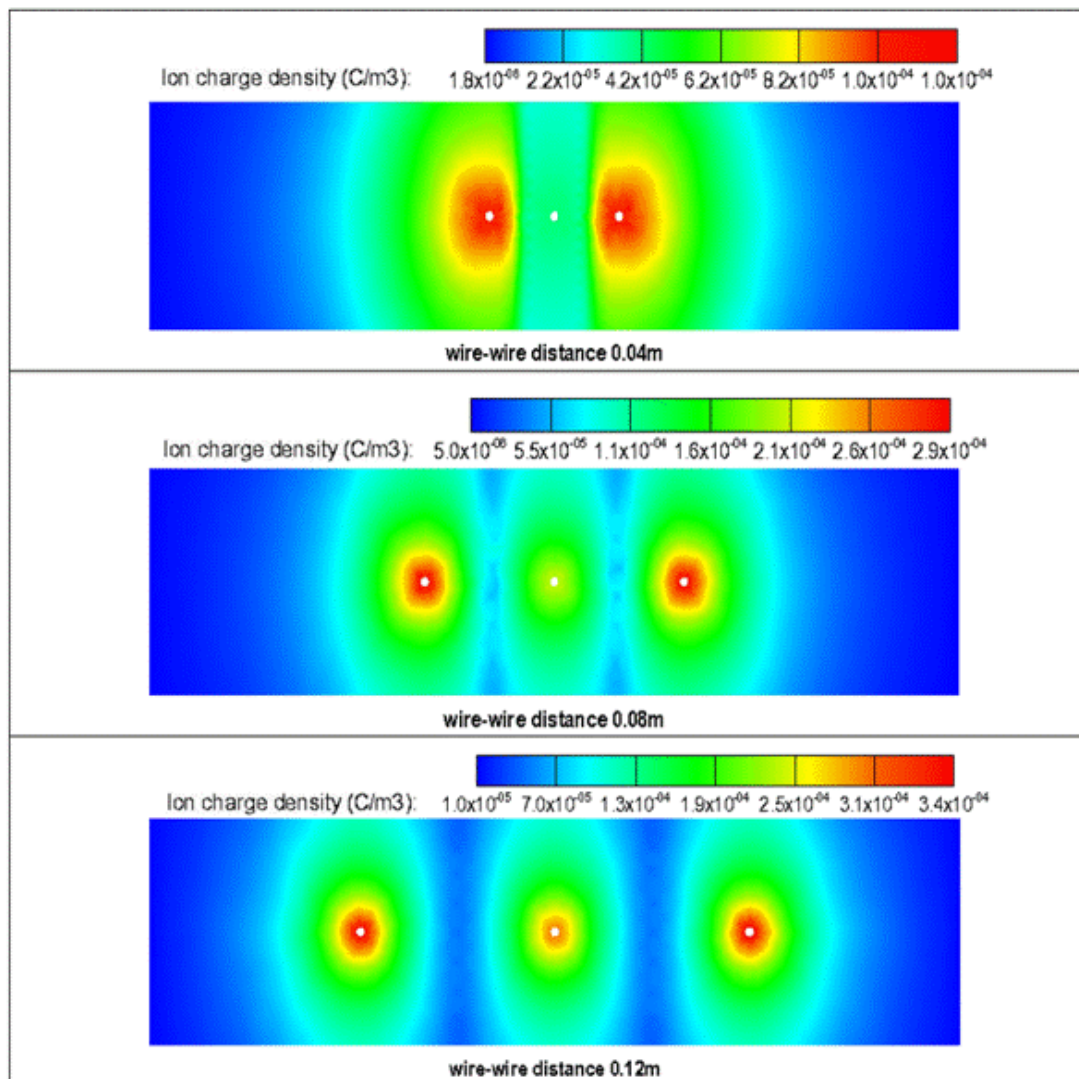 Ion charge density (C/m3): 1.8x10-06 2.2x10-05 4.2x10-05 6.2x10-05 8.2x10-05 1.0x10-04 1.0x10-04
wire-wire distance 0.04m
Ion charge density (C/m3): 5.0x10-06 5.5x10-05 1.1x10-04 1.6x10-04 2.1x10-04 2.6x10-04 2.9x10-04
wire-wire distance 0.08m
Ion charge density (C/m3): 1.0x10-05 7.0x10-05 1.3x10-04 1.9x10-04 2.5x10-04 3.1x10-04 3.4x10-04
wire-wire distance 0.12m